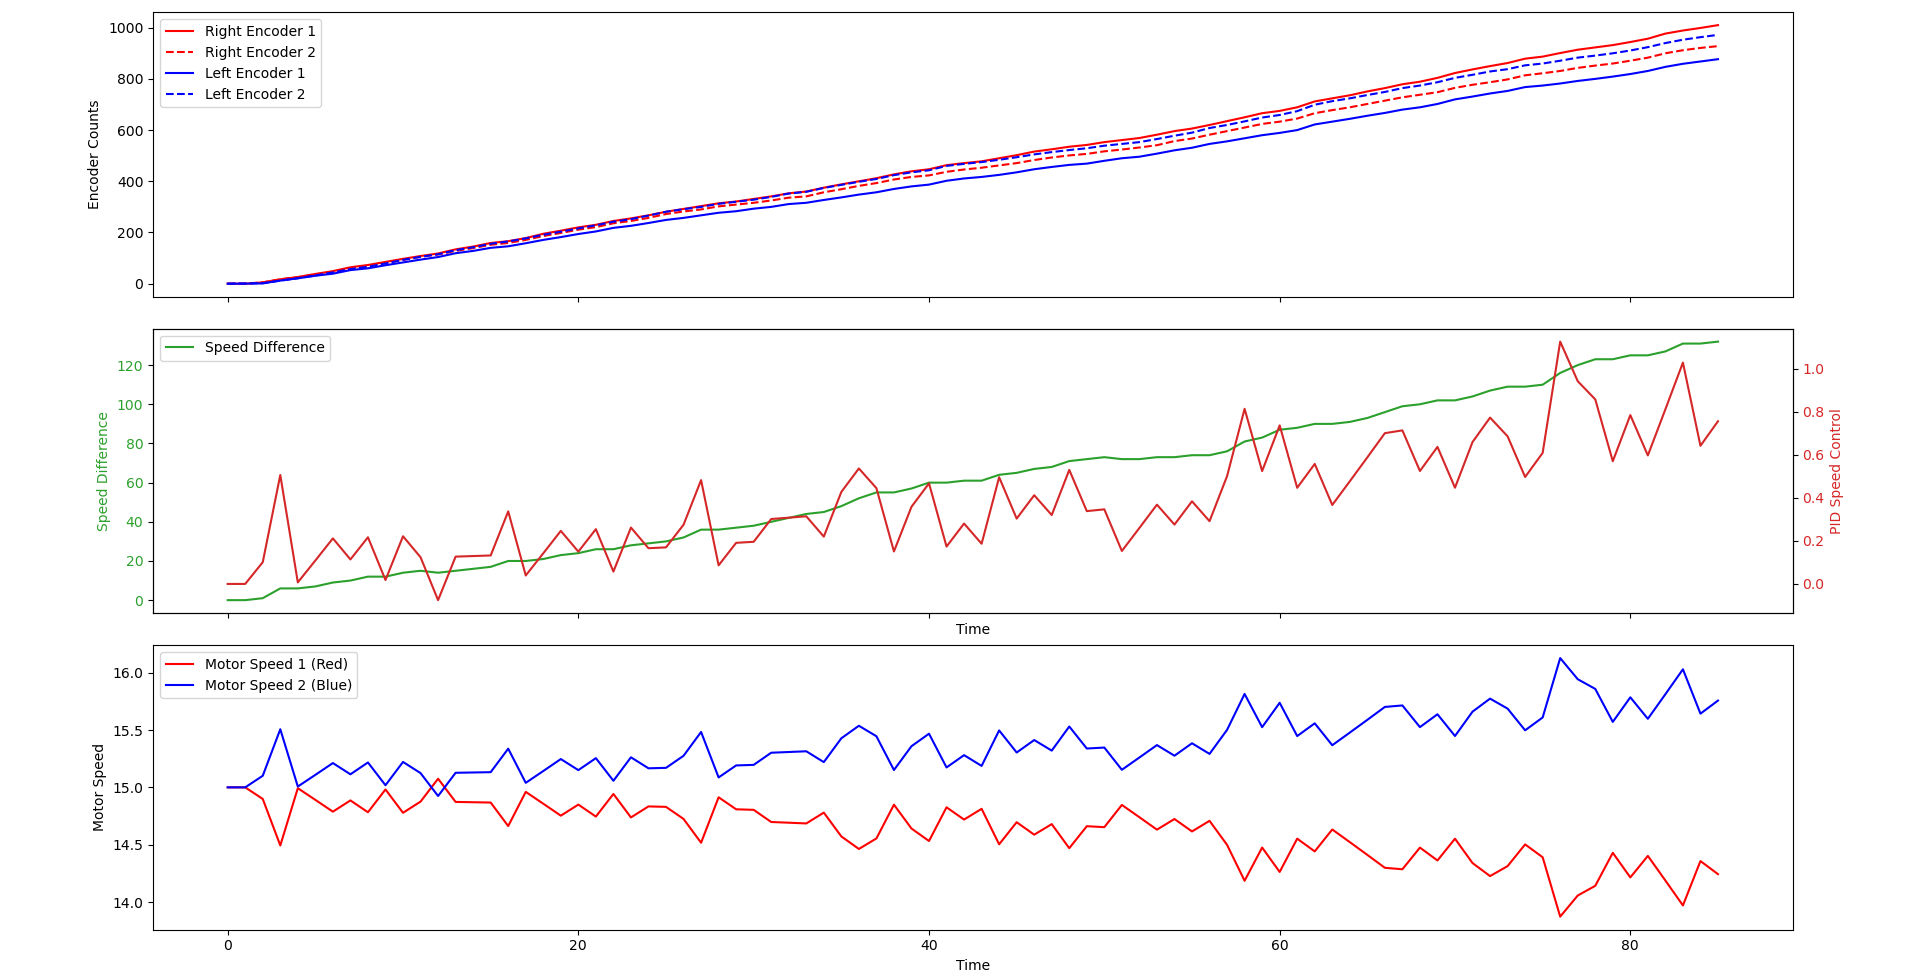 1000
800
600
400
200
0
Encoder Counts
Right Encoder 1
Right Encoder 2
Left Encoder 1
Left Encoder 2
120
100
80
60
40
20
0
Speed Difference
Speed Difference
1.0
0.8
0.6
0.4
0.2
0.0
PID Speed Control
Time
16.0
15.5
15.0
14.5
14.0
Motor Speed
Motor Speed 1 (Red)
Motor Speed 2 (Blue)
0 20 40 60 80
Time